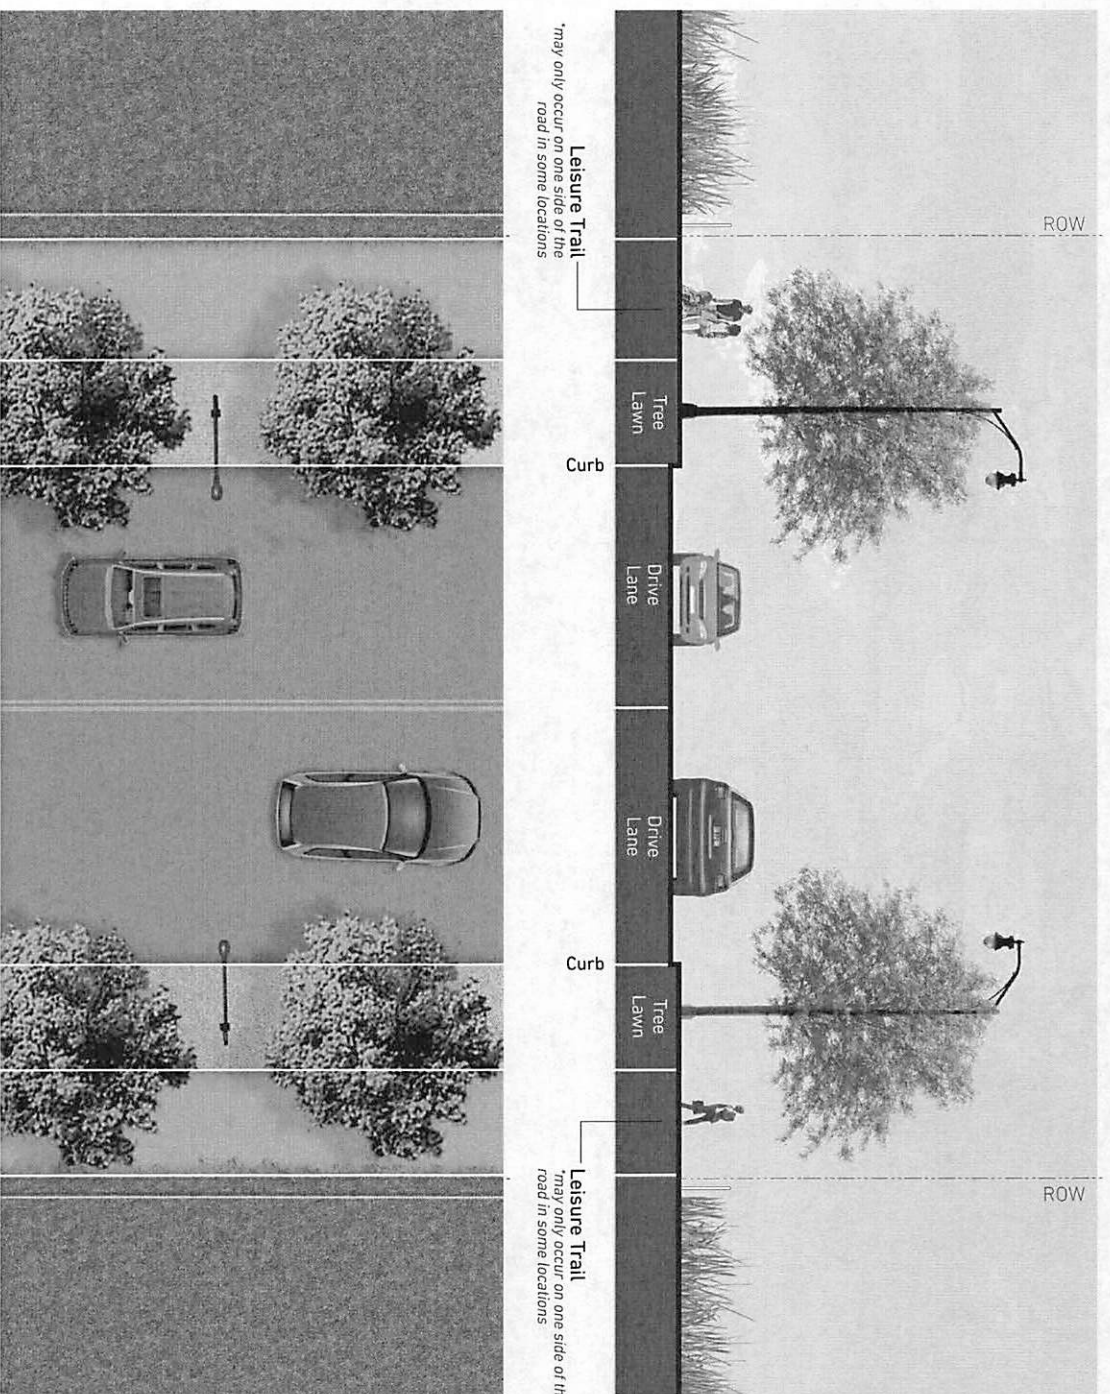 ROW
Leisure Trail
*may only occur on one side of the
road in some locations
Tree
Lawn
Curb
Drive
Lane
Drive
Lane
Curb
Tree
Lawn
Leisure Trail
*may only occur on one side of
road in some locations
ROW